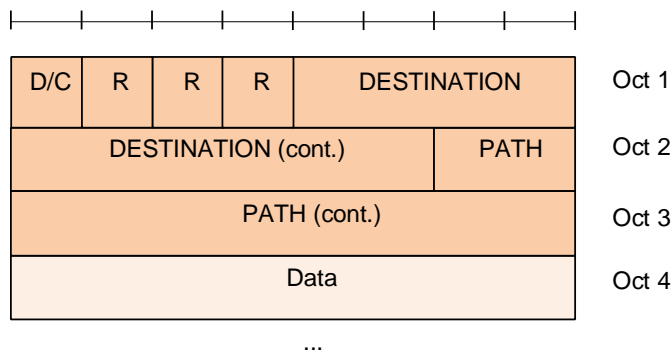 D/C R R R DESTINATION Oct 1
DESTINATION (cont.) PATH Oct 2
PATH (cont.) Oct 3
Data Oct 4
...